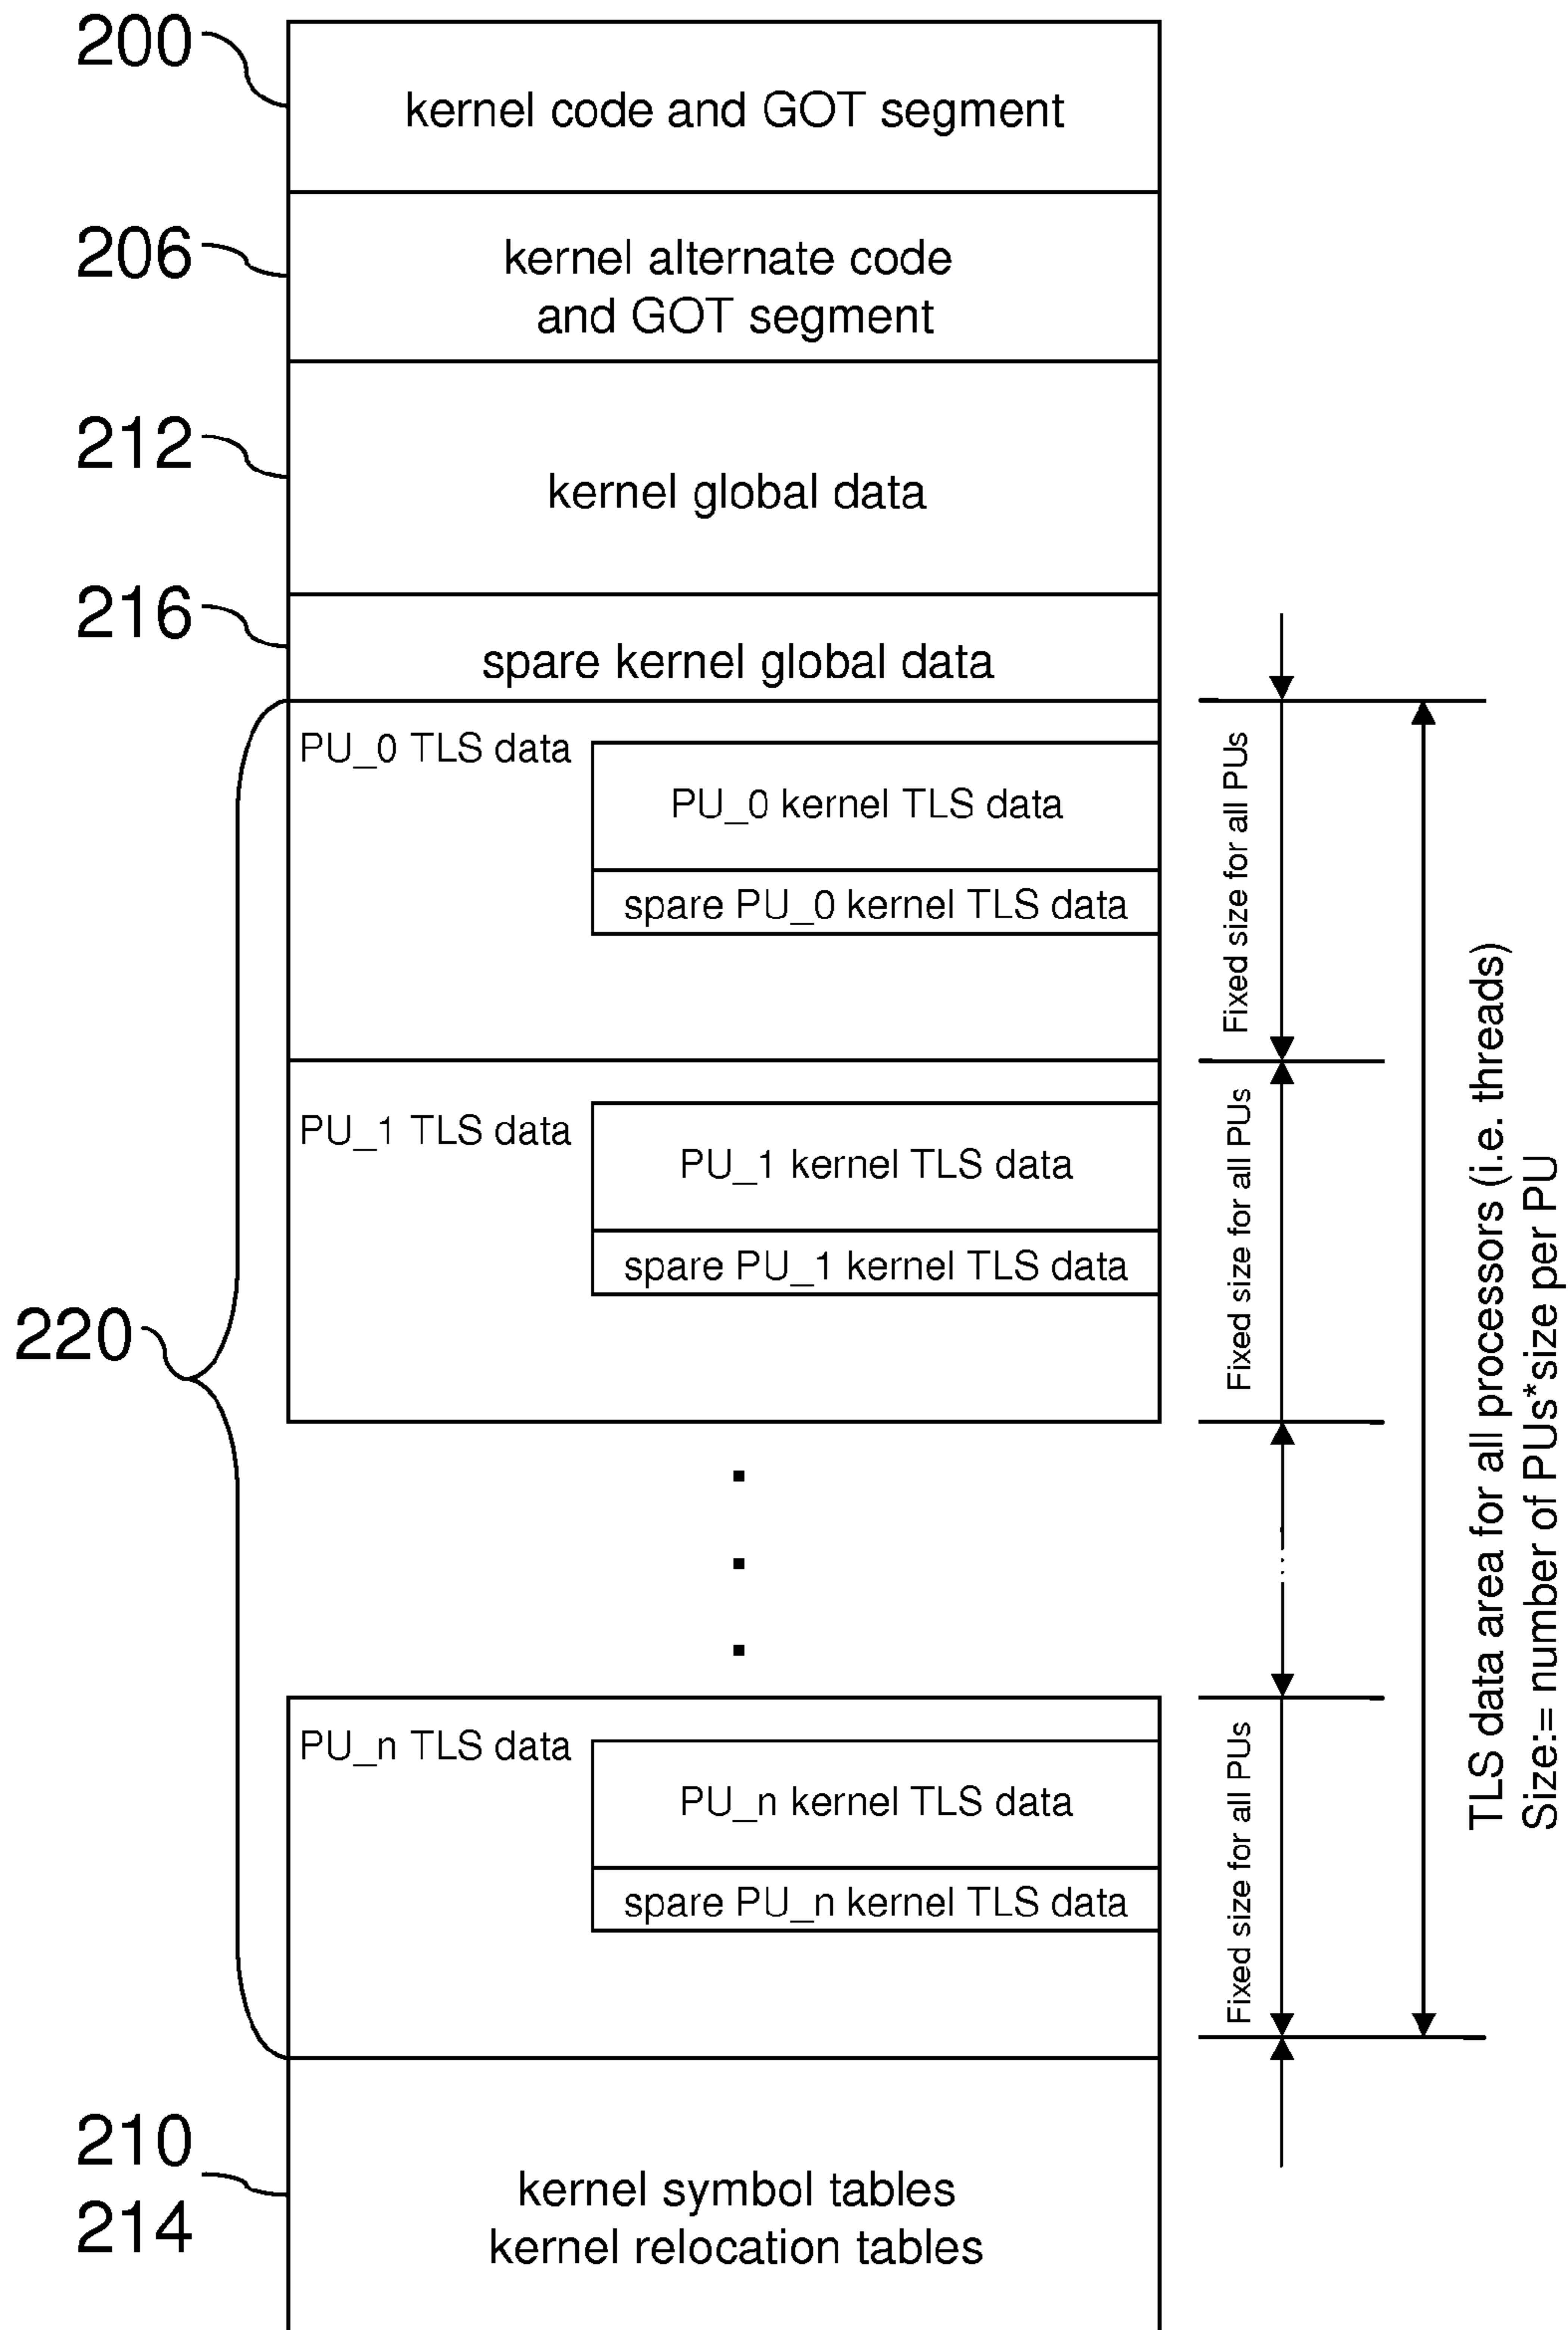 200
kernel code and GOT segment
206
kernel alternate code
and GOT segment
212
kernel global data
216
spare kernel global data
PU_0 TLS data
PU_0 kernel TLS data
spare PU_0 kernel TLS data
Fixed size for all PUs
PU_1 TLS data
PU_1 kernel TLS data
spare PU_1 kernel TLS data
Fixed size for all PUs
220
PU_n TLS data
PU_n kernel TLS data
spare PU_n kernel TLS data
Fixed size for all PUs
TLS data area for all processors (i.e. threads)
Size:= number of PUs*size per PU
210
214
kernel symbol tables
kernel relocation tables